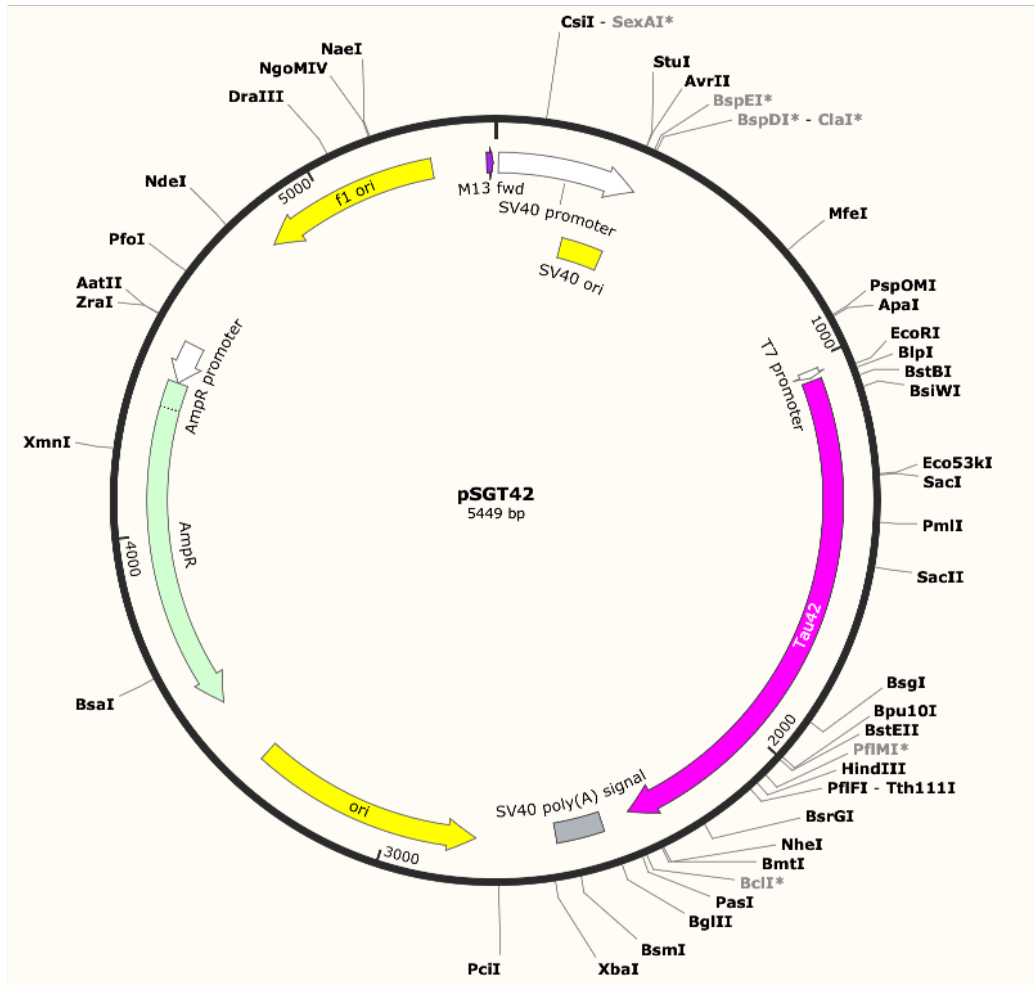 CsiI - SexAI*
StuI
AvrII
BspEI*
BspDI* - ClaI*
MfeI
PspOMI
ApaI
1000
EcoRI
BlpI
BstBI
BsiWI
Eco53kI
SacI
PmlI
SacII
BsgI
Bpu10I
BstEII
PflMI*
HindIII
PflFI - Tth111I
BsrGI
NheI
BmtI
BclI*
PasI
BglII
BsmI
XbaI
PciI
BsaI
XmnI
ZraI
AatII
PfoI
NdeI
DraIII
NgoMIV
NaeI
5000
f1 ori
M13 fwd
SV40 promoter
SV40 ori
T7 promoter
Tau42
2000
SV40 poly(A) signal
3000
ori
4000
AmpR
AmpR promoter
pSGT42
5449 bp